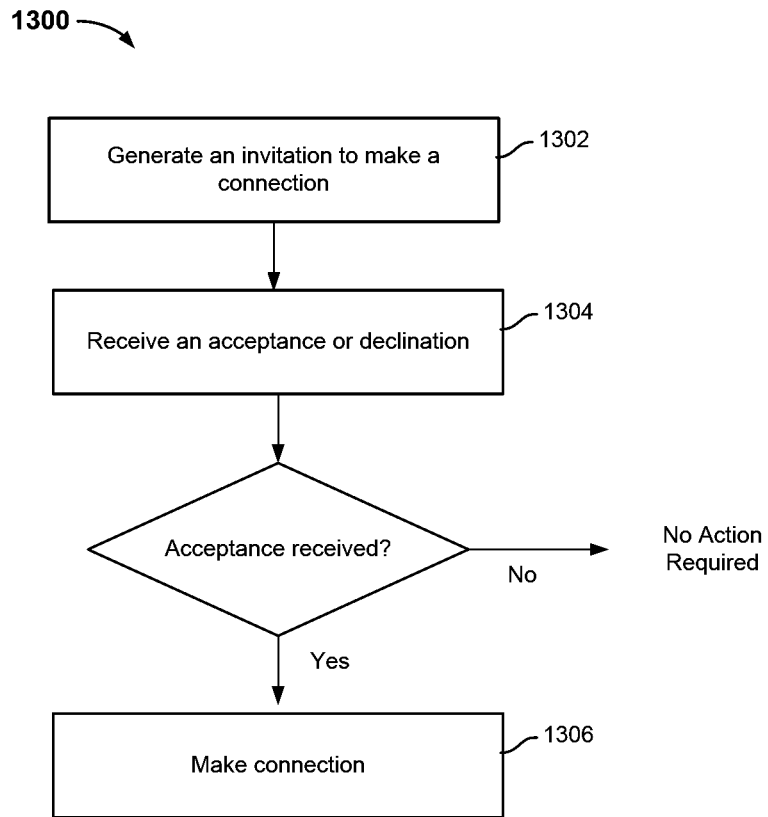 1300
Generate an invitation to make a
connection
1302
Receive an acceptance or declination
1304
Acceptance received?
No
No Action
Required
Yes
Make connection
1306